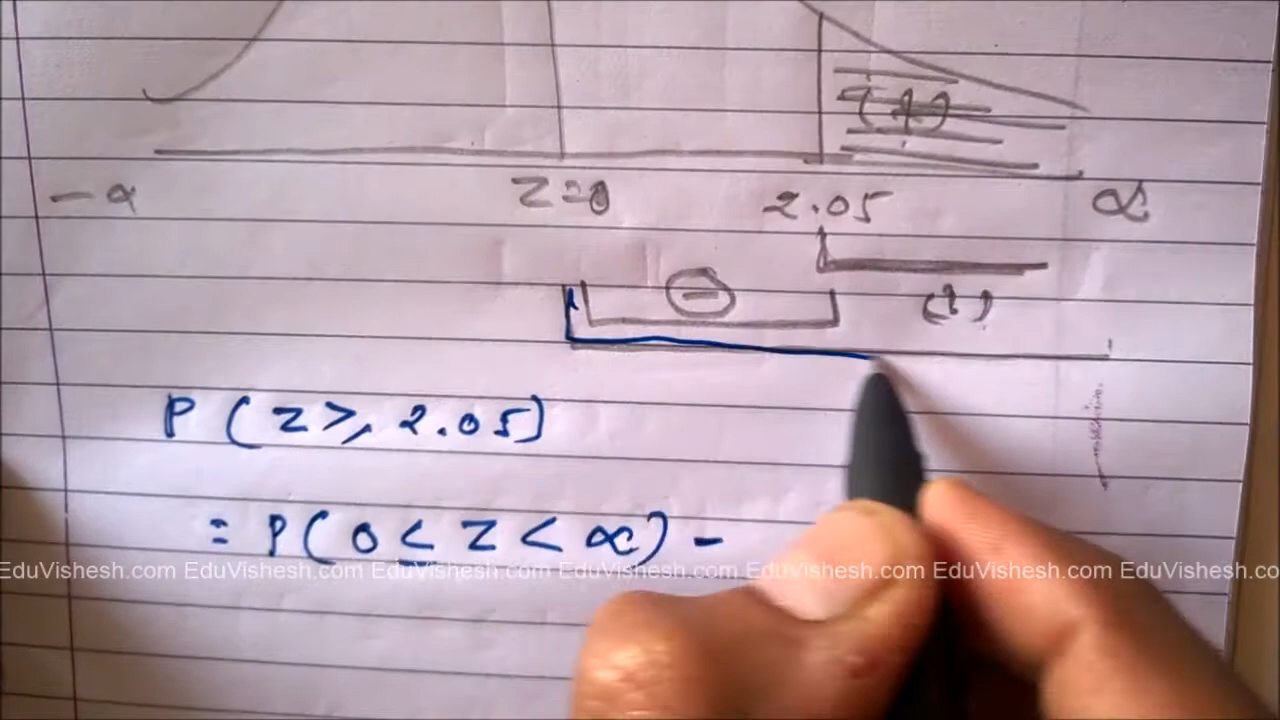 (?)
-α Z=0 2.05 α
(-) (?)
P (Z ≥ 2.05)
= P(0 < Z < α) -
EduVishesh.com EduVishesh.com EduVishesh.com EduVishesh.com EduVishesh.com EduVishesh.com EduVishesh.co